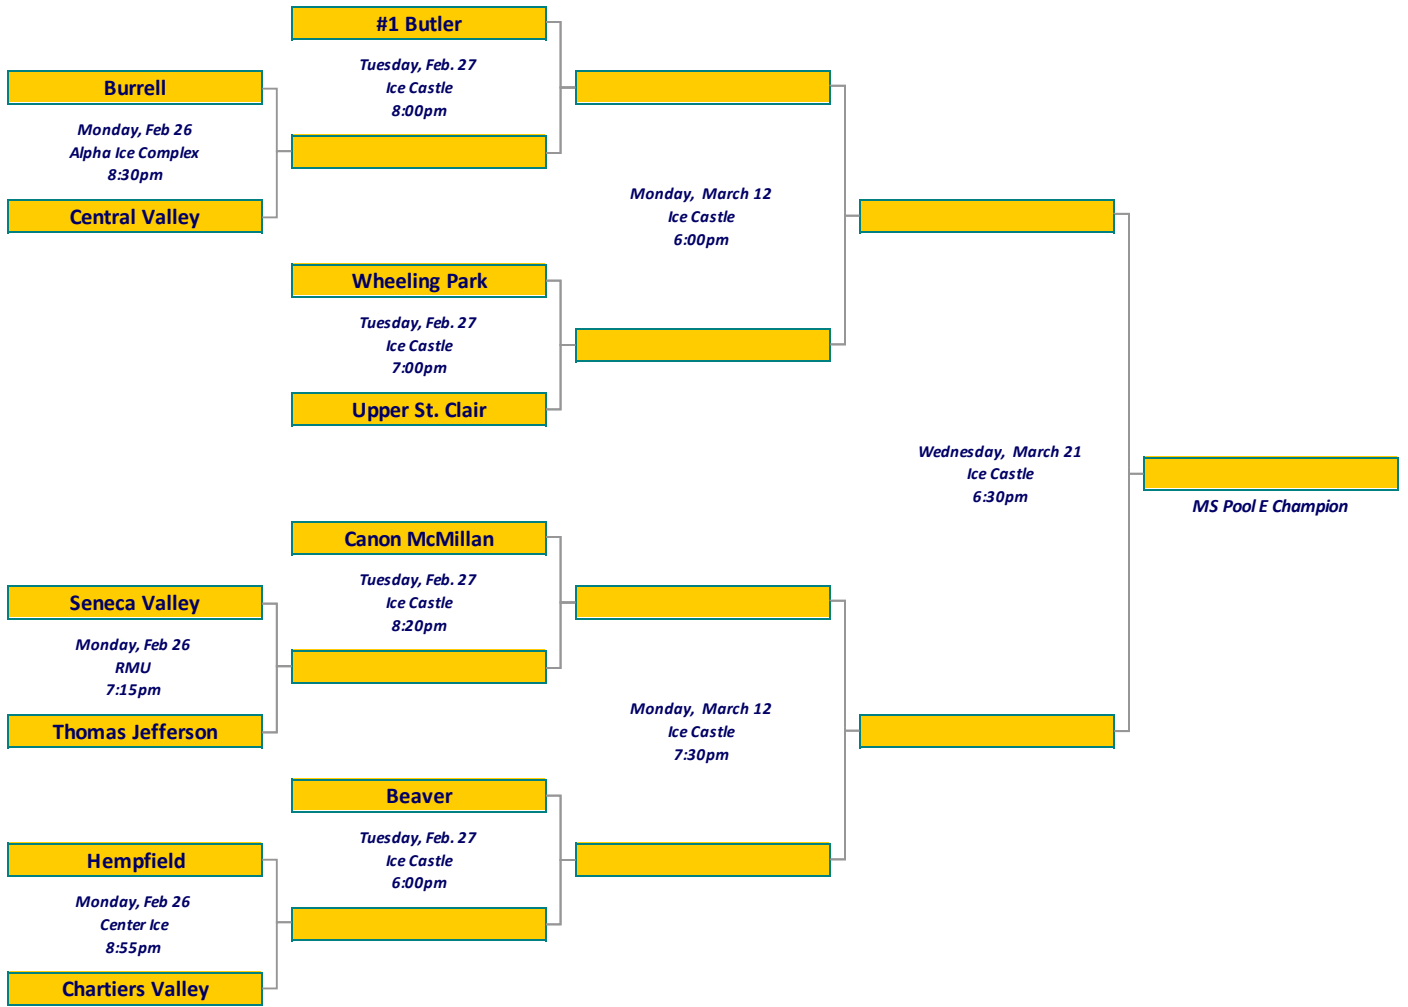 #1 Butler
Tuesday, Feb. 27
Ice Castle
8:00pm
Burrell
Monday, Feb 26
Alpha Ice Complex
8:30pm
Central Valley
Monday, March 12
Ice Castle
6:00pm
Wheeling Park
Tuesday, Feb. 27
Ice Castle
7:00pm
Upper St. Clair
Wednesday, March 21
Ice Castle
6:30pm
MS Pool E Champion
Canon McMillan
Tuesday, Feb. 27
Ice Castle
8:20pm
Seneca Valley
Monday, Feb 26
RMU
7:15pm
Thomas Jefferson
Monday, March 12
Ice Castle
7:30pm
Beaver
Tuesday, Feb. 27
Ice Castle
6:00pm
Hempfield
Monday, Feb 26
Center Ice
8:55pm
Chartiers Valley